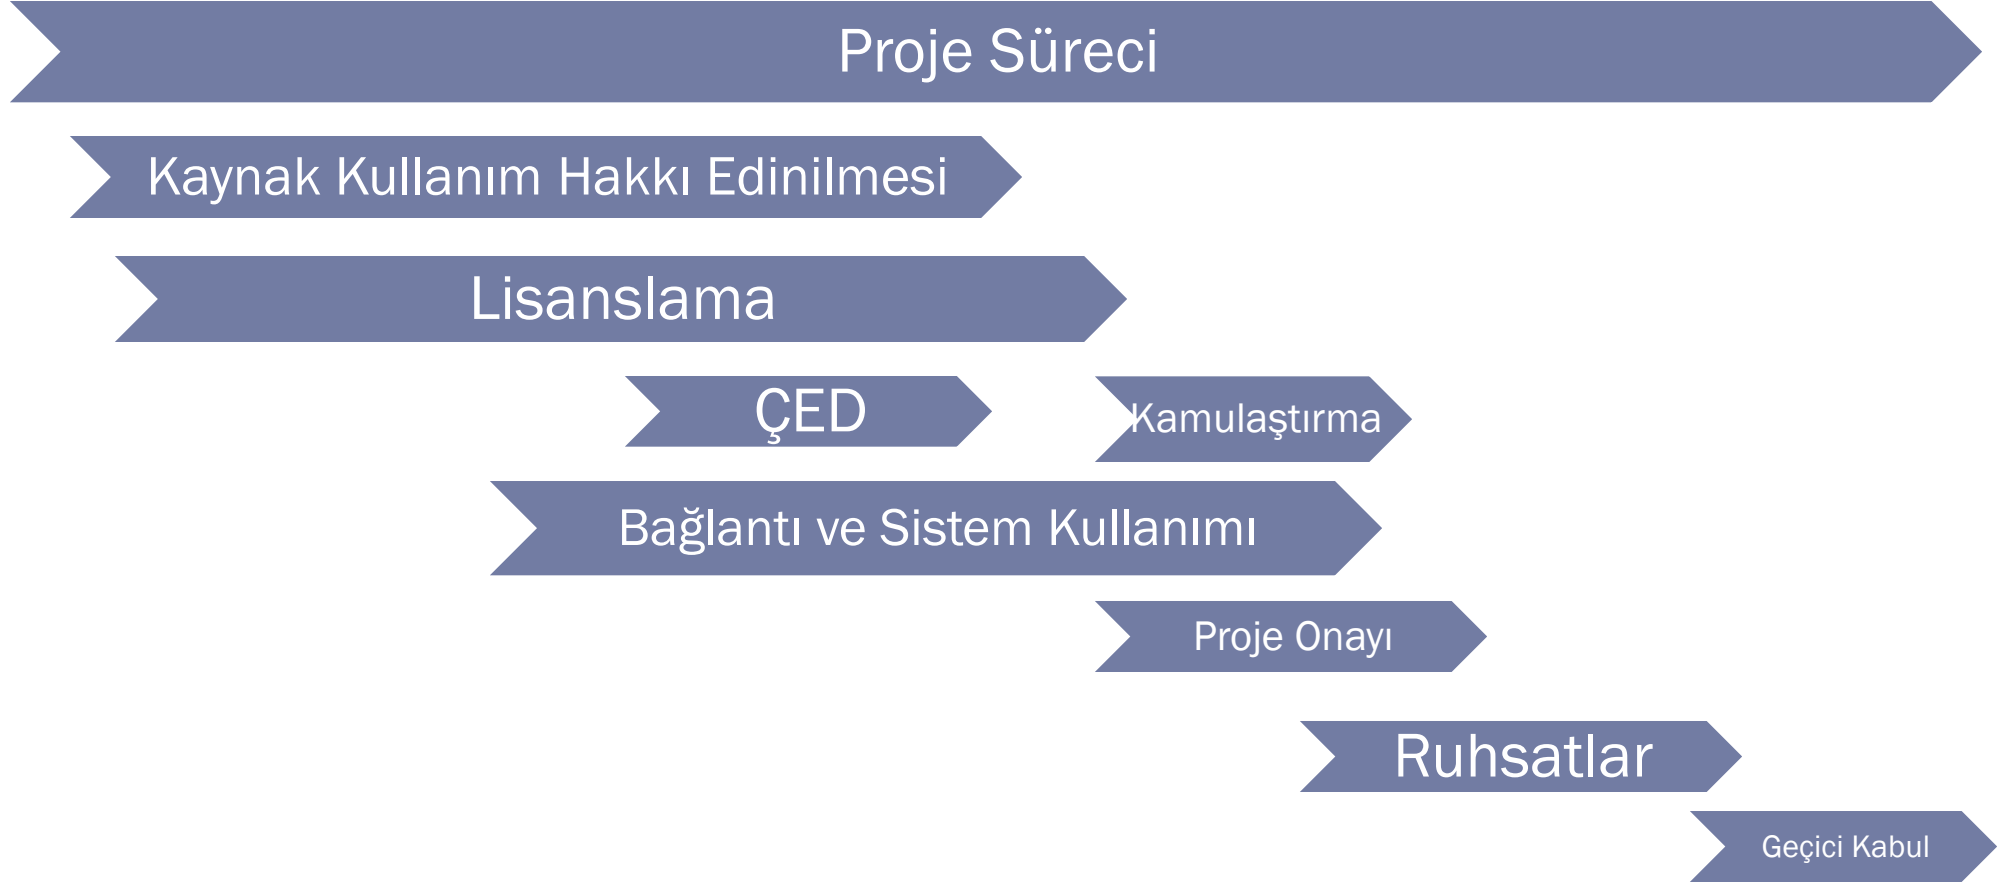 Proje Süreci
Kaynak Kullanım Hakkı Edinilmesi
Lisanslama
ÇED
Kamulaştırma
Bağlantı ve Sistem Kullanımı
Proje Onayı
Ruhsatlar
Geçici Kabul